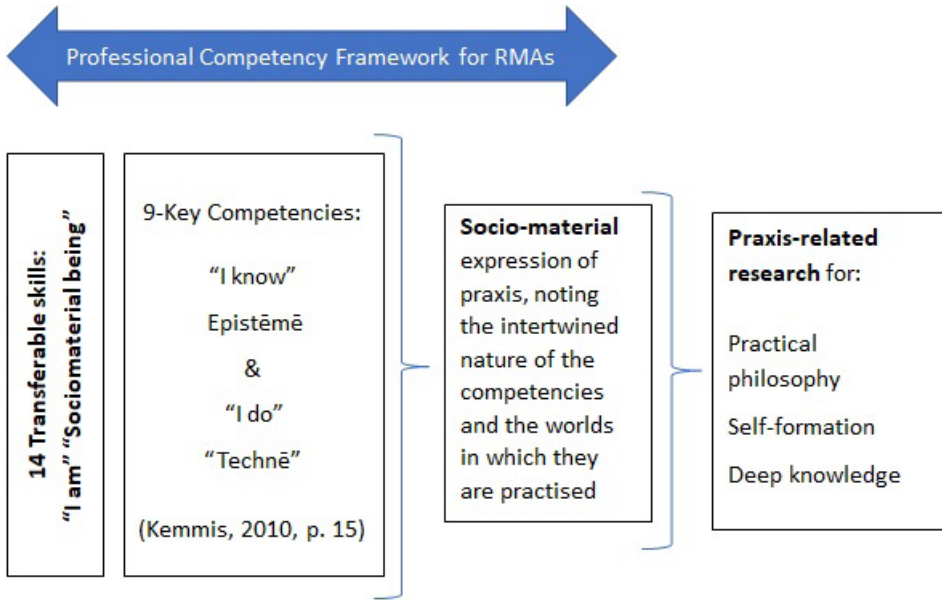 Professional Competency Framework for RMAs
14 Transferable skills:
“I am” “Sociomaterial being”
9-Key Competencies:
“I know”
Epistēmē
&
“I do”
“Technē”
(Kemmis, 2010, p. 15)
Socio-material
expression of
praxis, noting
the intertwined
nature of the
competencies
and the worlds
in which they
are practised
Praxis-related
research for:
Practical
philosophy
Self-formation
Deep knowledge